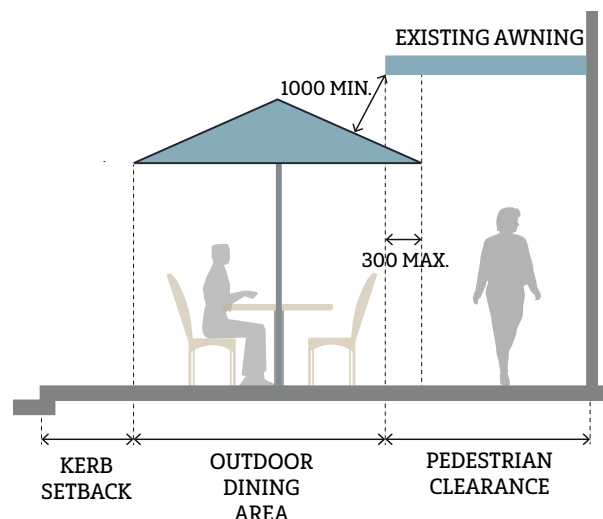 EXISTING AWNING
1000 MIN.
300 MAX.
KERB
SETBACK
OUTDOOR
DINING
AREA
PEDESTRIAN
CLEARANCE